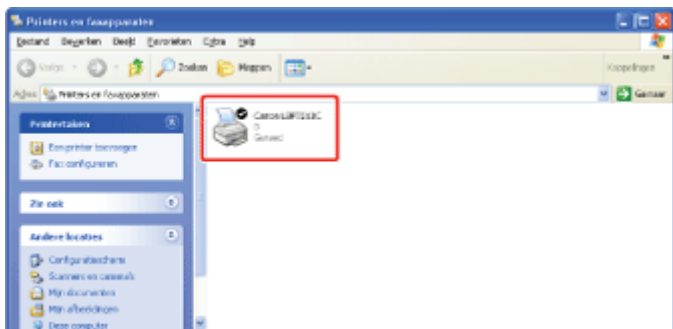 Printers en faxapparaten
Bestand Bewerken Beeld Favorieten Extra Help
Vorige Zoeken Mappen Koppelingen
Adres Printers en faxapparaten Ga naar
Printertaken
Een printer toevoegen
Fax configureren
Zie ook
Andere locaties
Configuratiescherm
Scanners en camera's
Mijn documenten
Mijn afbeeldingen
Deze computer
0
Gereed